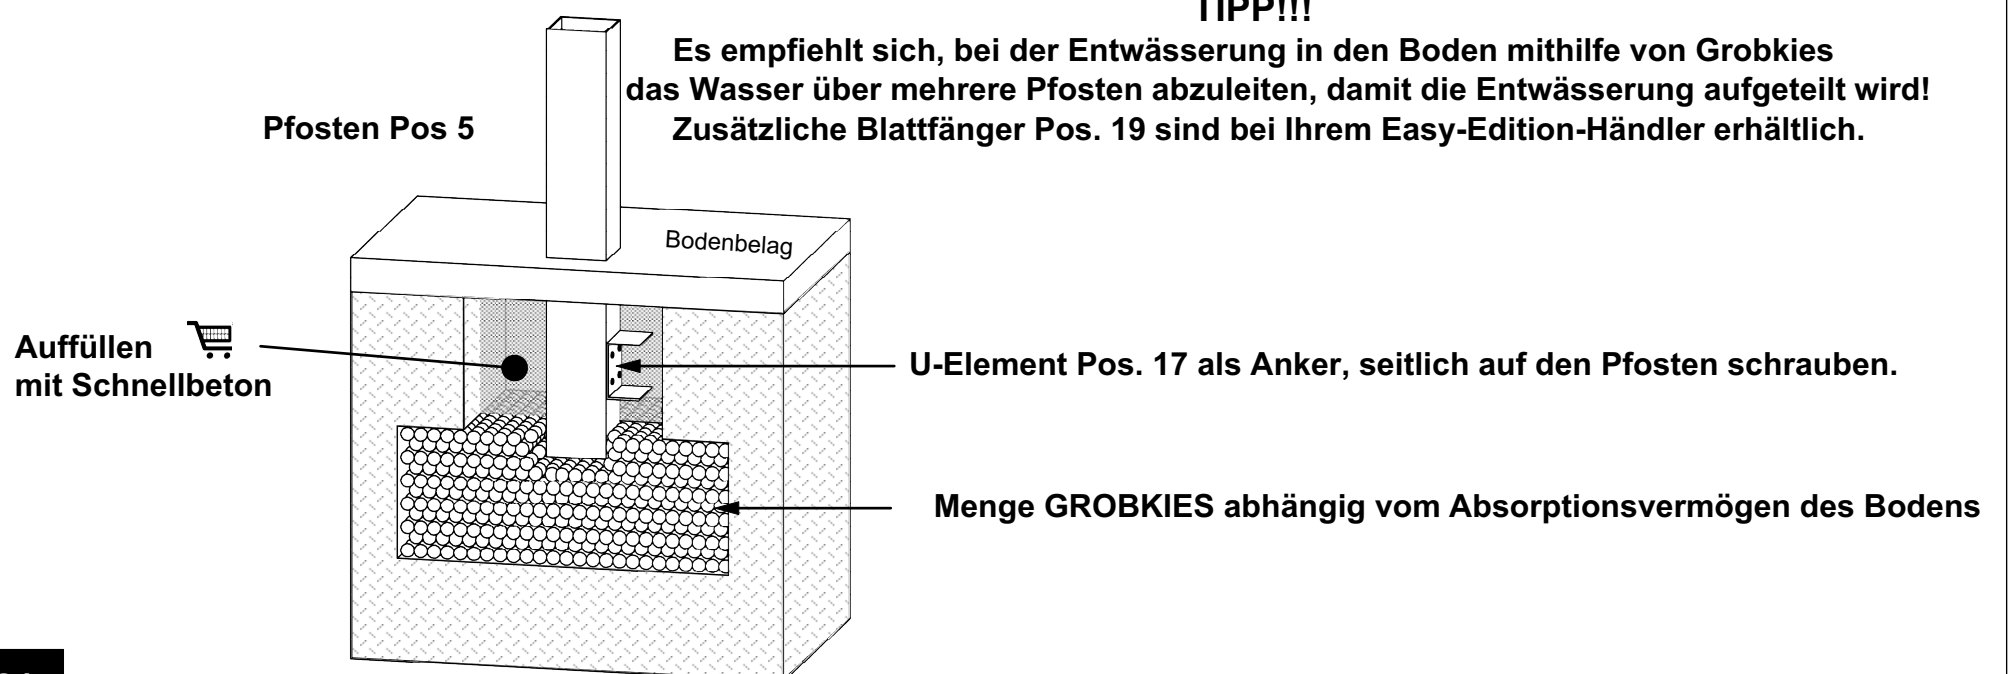 TIPP!!!
Es empfiehlt sich, bei der Entwässerung in den Boden mithilfe von Grobkies
das Wasser über mehrere Pfosten abzuleiten, damit die Entwässerung aufgeteilt wird!
Zusätzliche Blattfänger Pos. 19 sind bei Ihrem Easy-Edition-Händler erhältlich.
Pfosten Pos 5
Bodenbelag
Auffüllen
mit Schnellbeton
U-Element Pos. 17 als Anker, seitlich auf den Pfosten schrauben.
Menge GROBKIES abhängig vom Absorptionsvermögen des Bodens